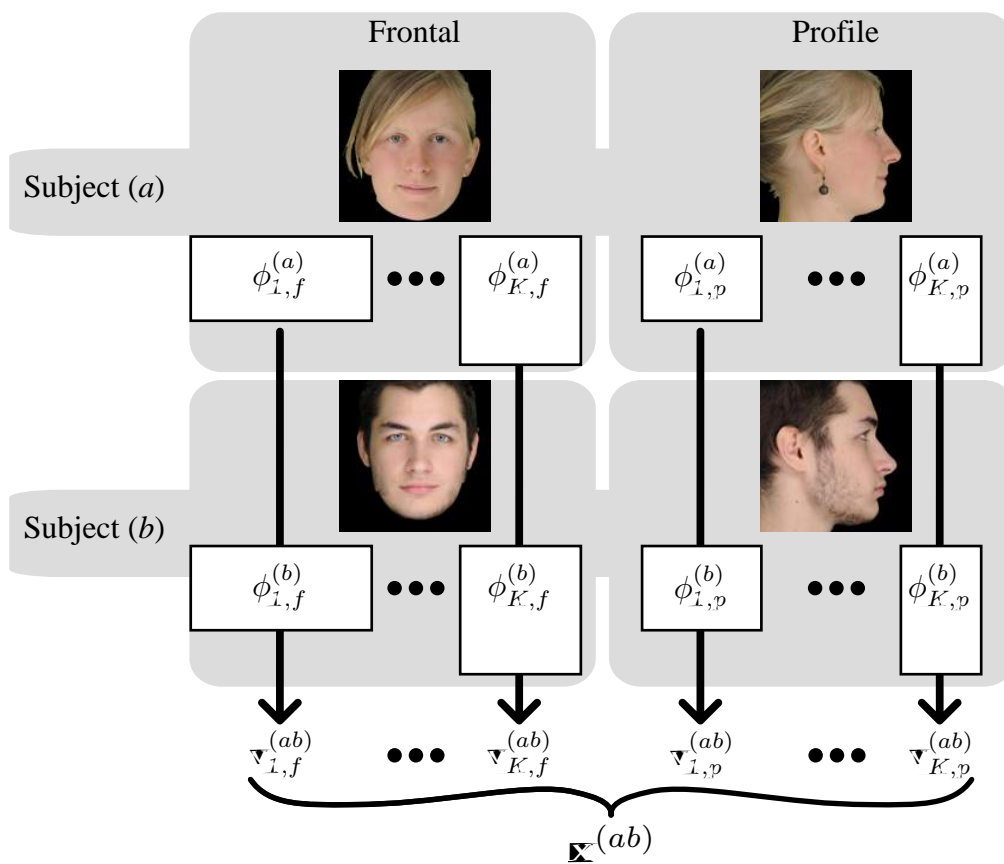 Frontal Profile
Subject (a)
ϕ_{1,f}^{(a)} ••• ϕ_{K,f}^{(a)} ϕ_{1,p}^{(a)} ••• ϕ_{K,p}^{(a)}
Subject (b)
ϕ_{1,f}^{(b)} ••• ϕ_{K,f}^{(b)} ϕ_{1,p}^{(b)} ••• ϕ_{K,p}^{(b)}
v_{1,f}^{(ab)} ••• v_{K,f}^{(ab)} v_{1,p}^{(ab)} ••• v_{K,p}^{(ab)}
x^{(ab)}